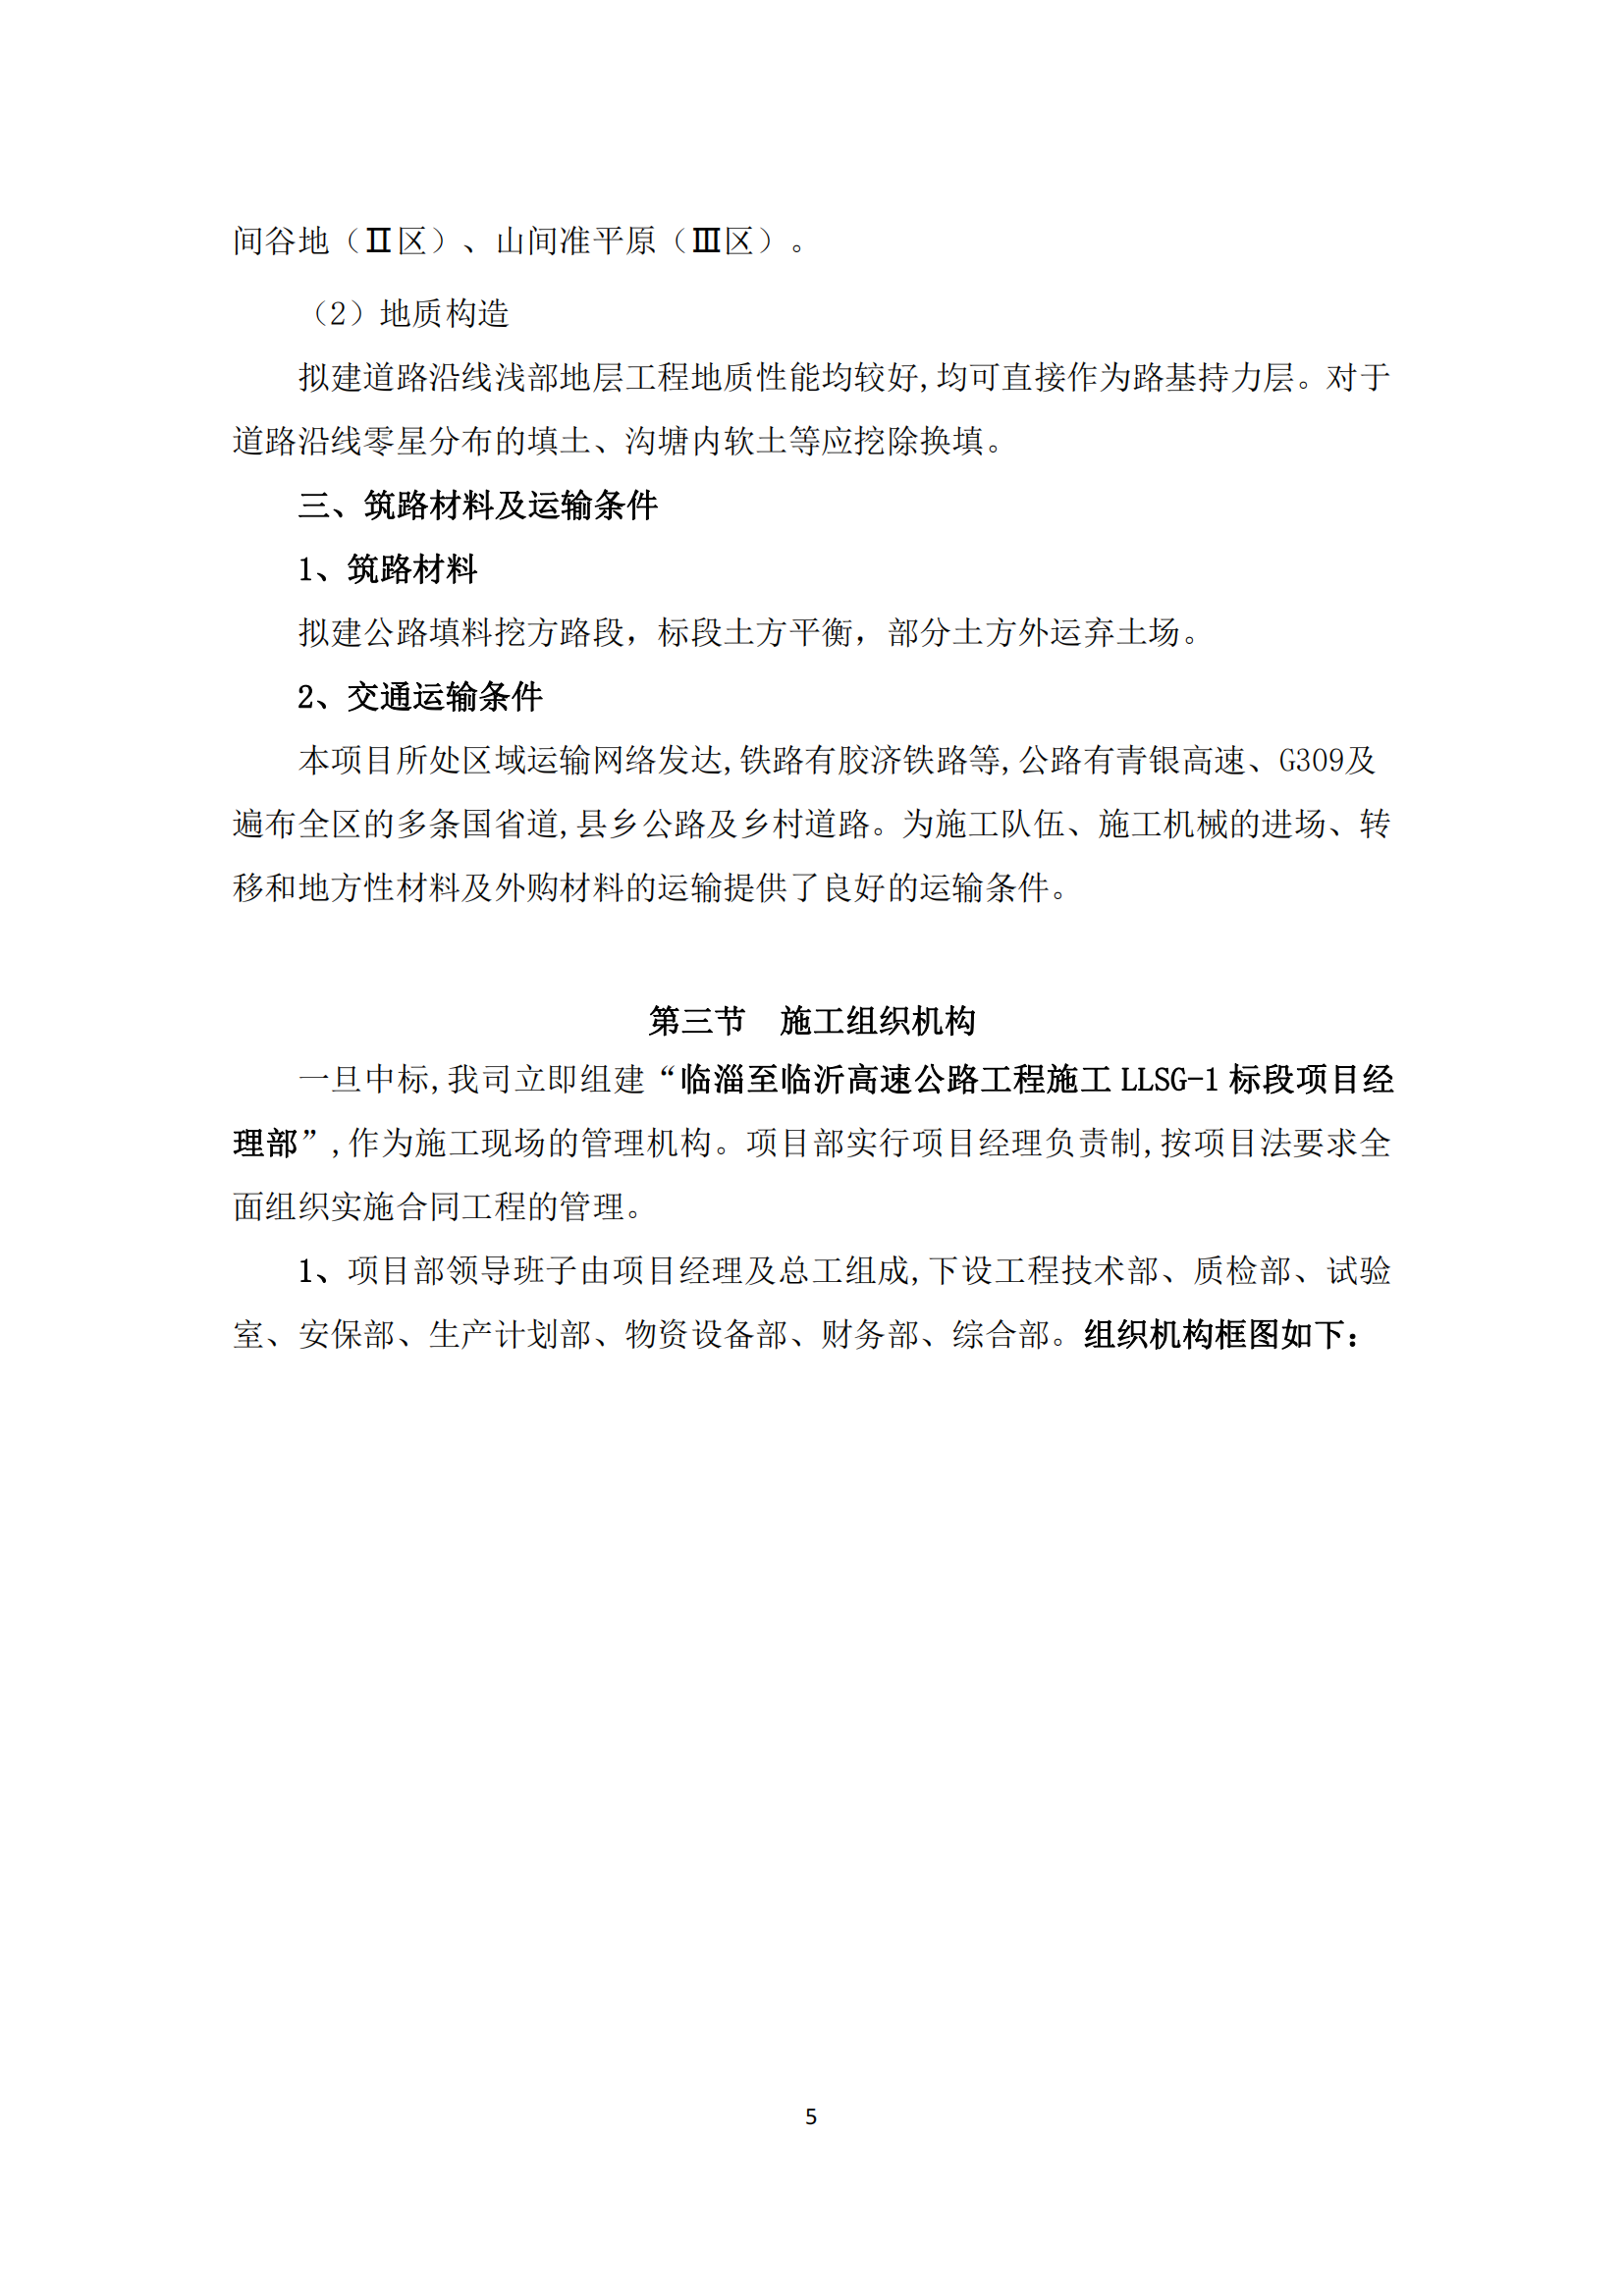 间谷地（Ⅱ区）、山间准平原（Ⅲ区）。
（2）地质构造
拟建道路沿线浅部地层工程地质性能均较好,均可直接作为路基持力层。对于
道路沿线零星分布的填土、沟塘内软土等应挖除换填。
三、筑路材料及运输条件
1、筑路材料
拟建公路填料挖方路段，标段土方平衡，部分土方外运弃土场。
2、交通运输条件
本项目所处区域运输网络发达,铁路有胶济铁路等,公路有青银高速、G309及
遍布全区的多条国省道,县乡公路及乡村道路。为施工队伍、施工机械的进场、转
移和地方性材料及外购材料的运输提供了良好的运输条件。
第三节　施工组织机构
一旦中标,我司立即组建“临淄至临沂高速公路工程施工 LLSG-1 标段项目经
理部”,作为施工现场的管理机构。项目部实行项目经理负责制,按项目法要求全
面组织实施合同工程的管理。
1、项目部领导班子由项目经理及总工组成,下设工程技术部、质检部、试验
室、安保部、生产计划部、物资设备部、财务部、综合部。组织机构框图如下：
5